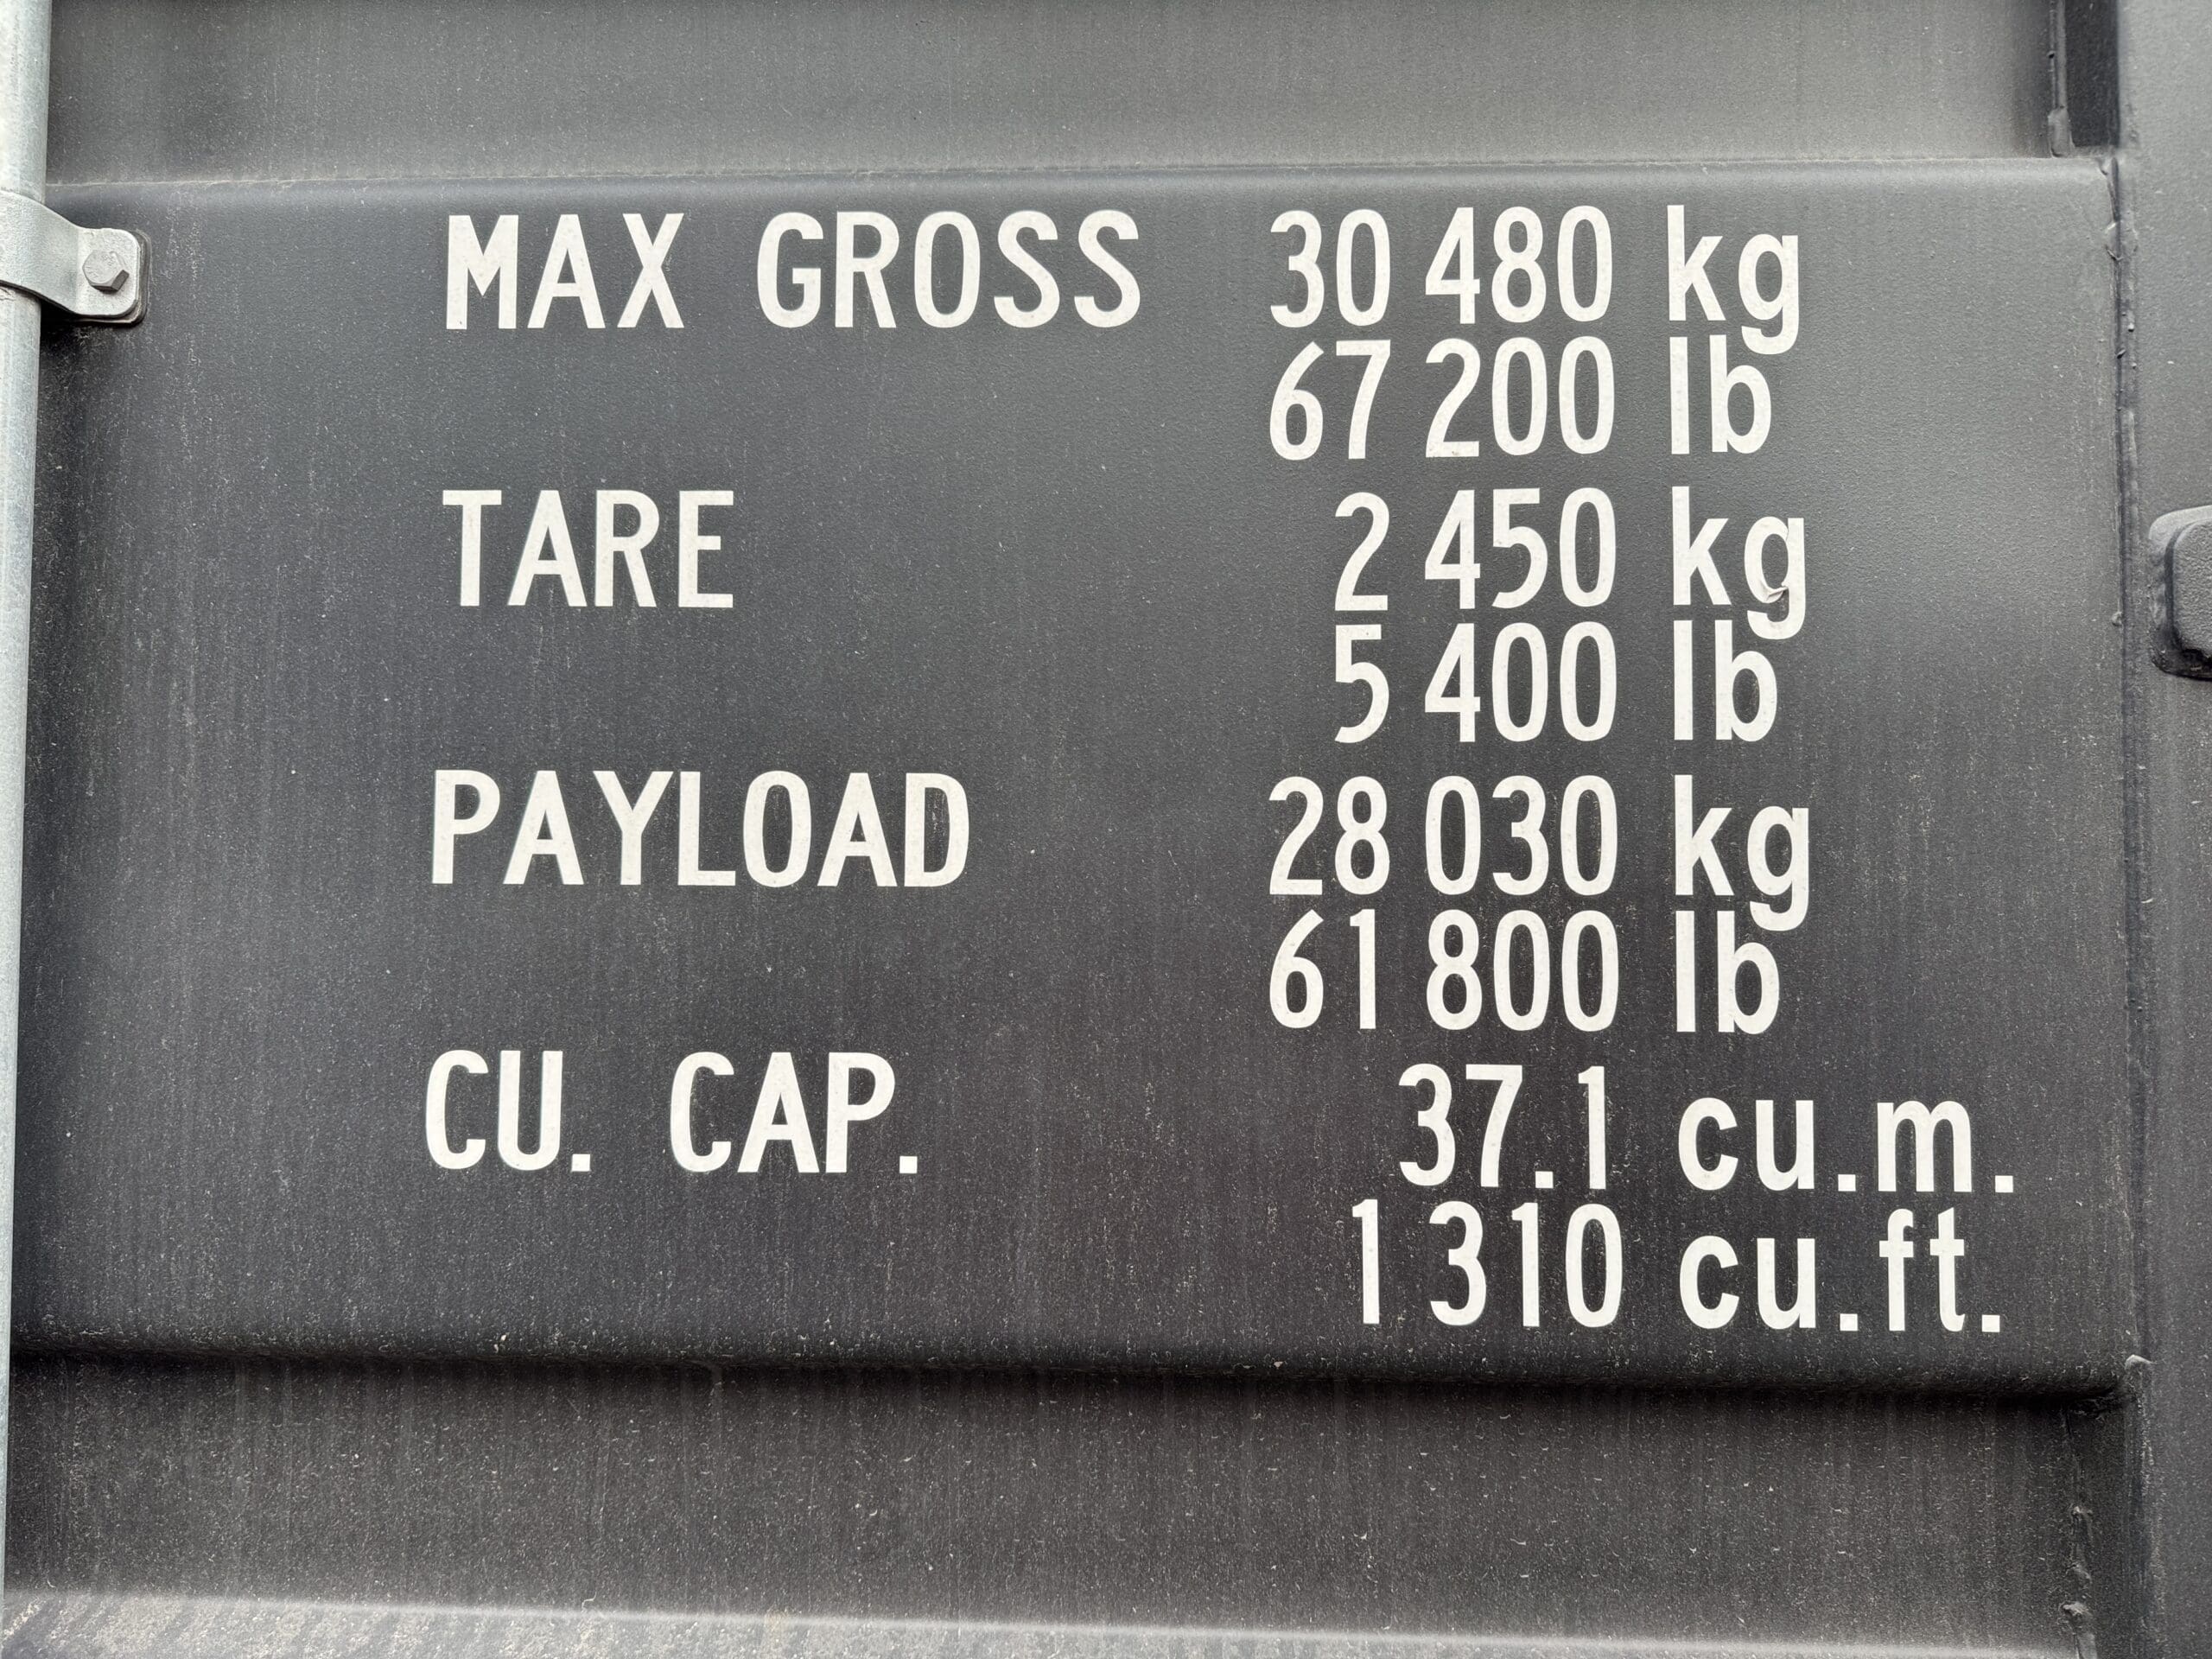 MAX GROSS 30 480 kg
67 200 lb
TARE 2 450 kg
5 400 lb
PAYLOAD 28 030 kg
61 800 lb
CU. CAP. 37.1 cu.m.
1 310 cu.ft.